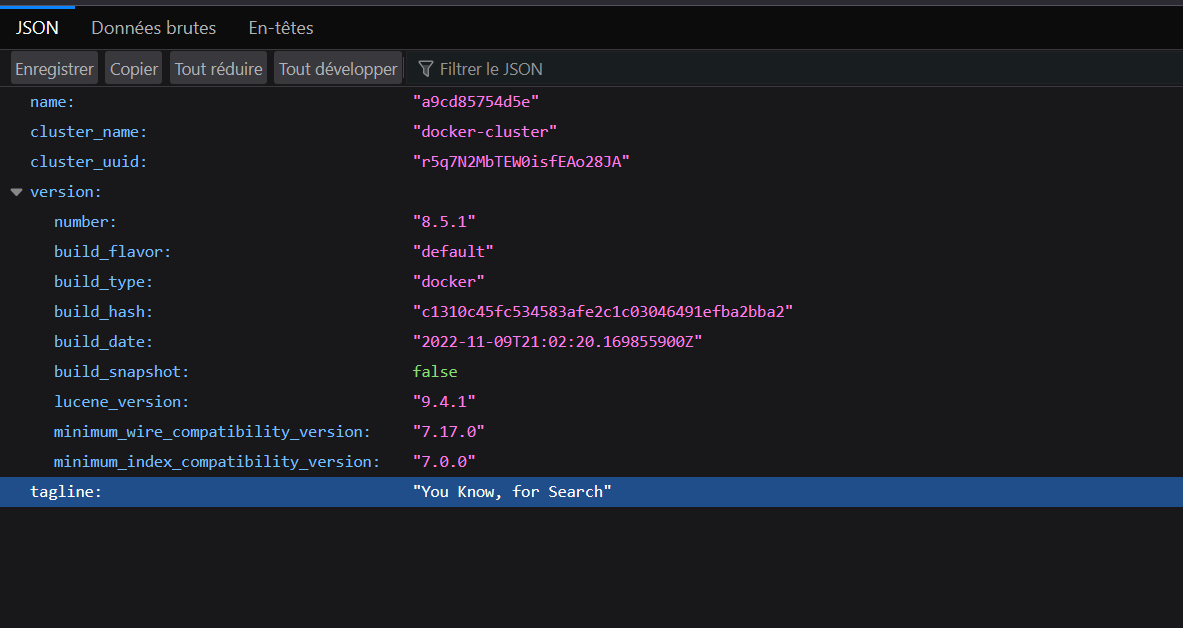 JSON Données brutes En-têtes
Enregistrer Copier Tout réduire Tout développer Filtrer le JSON
name: "a9cd85754d5e"
cluster_name: "docker-cluster"
cluster_uuid: "r5q7N2MbTEW0isfEAo28JA"
version:
number: "8.5.1"
build_flavor: "default"
build_type: "docker"
build_hash: "c1310c45fc534583afe2c1c03046491efba2bba2"
build_date: "2022-11-09T21:02:20.169855900Z"
build_snapshot: false
lucene_version: "9.4.1"
minimum_wire_compatibility_version: "7.17.0"
minimum_index_compatibility_version: "7.0.0"
tagline: "You Know, for Search"